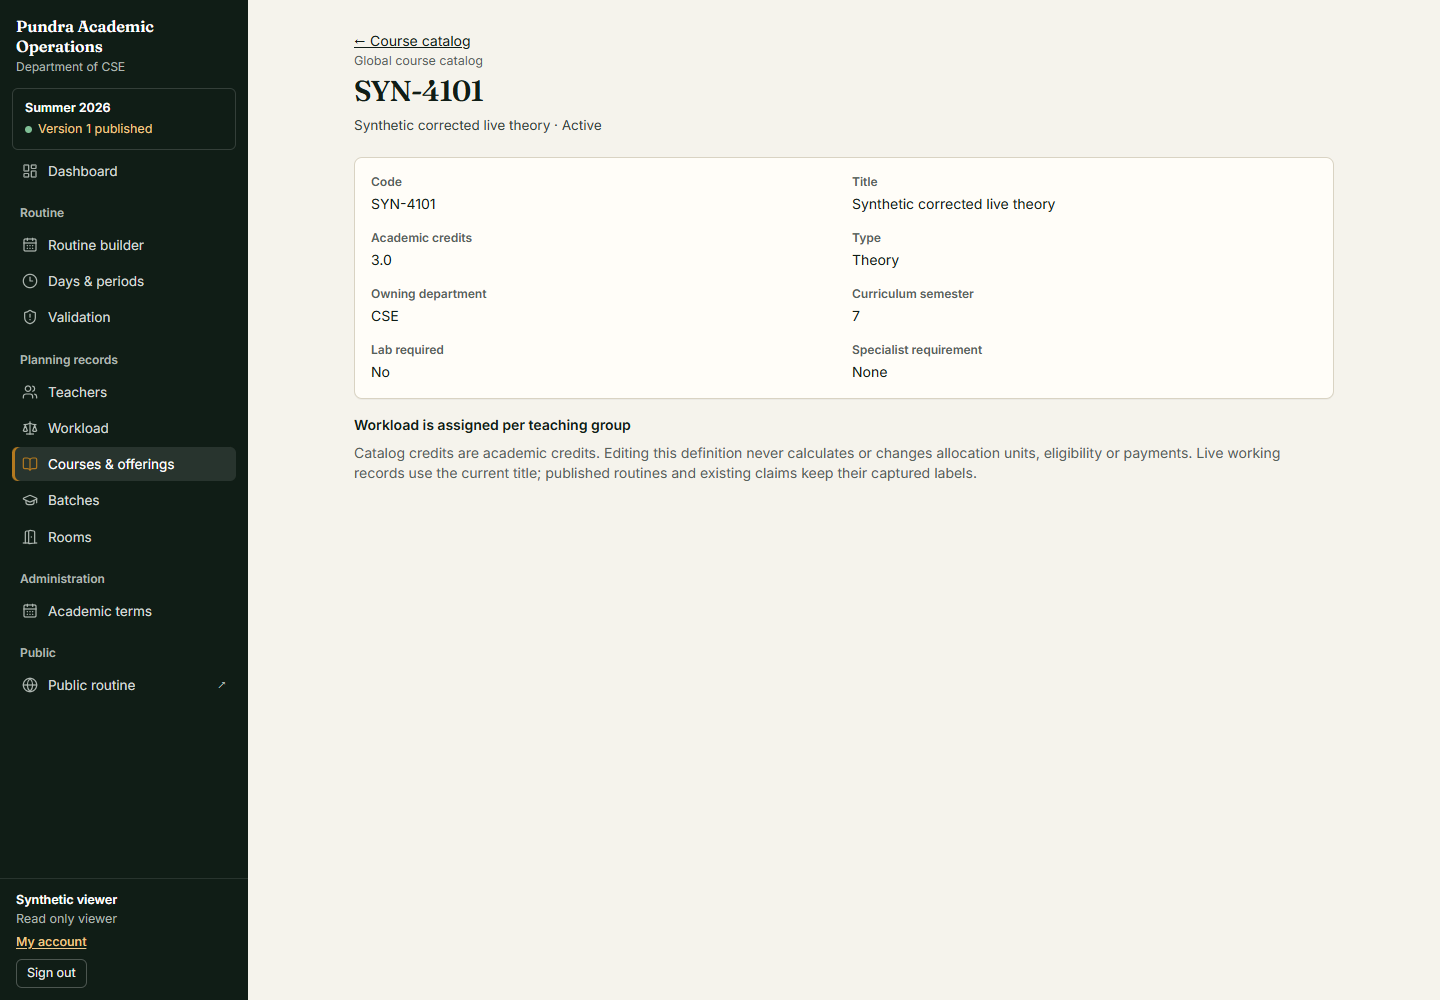 Pundra Academic
Operations
Department of CSE
Summer 2026
Version 1 published
Dashboard
Routine
Routine builder
Days & periods
Validation
Planning records
Teachers
Workload
Courses & offerings
Batches
Rooms
Administration
Academic terms
Public
Public routine ↗
Synthetic viewer
Read only viewer
My account
Sign out
← Course catalog
Global course catalog
SYN-4101
Synthetic corrected live theory · Active
Code
SYN-4101
Title
Synthetic corrected live theory
Academic credits
3.0
Type
Theory
Owning department
CSE
Curriculum semester
7
Lab required
No
Specialist requirement
None
Workload is assigned per teaching group
Catalog credits are academic credits. Editing this definition never calculates or changes allocation units, eligibility or payments. Live working
records use the current title; published routines and existing claims keep their captured labels.